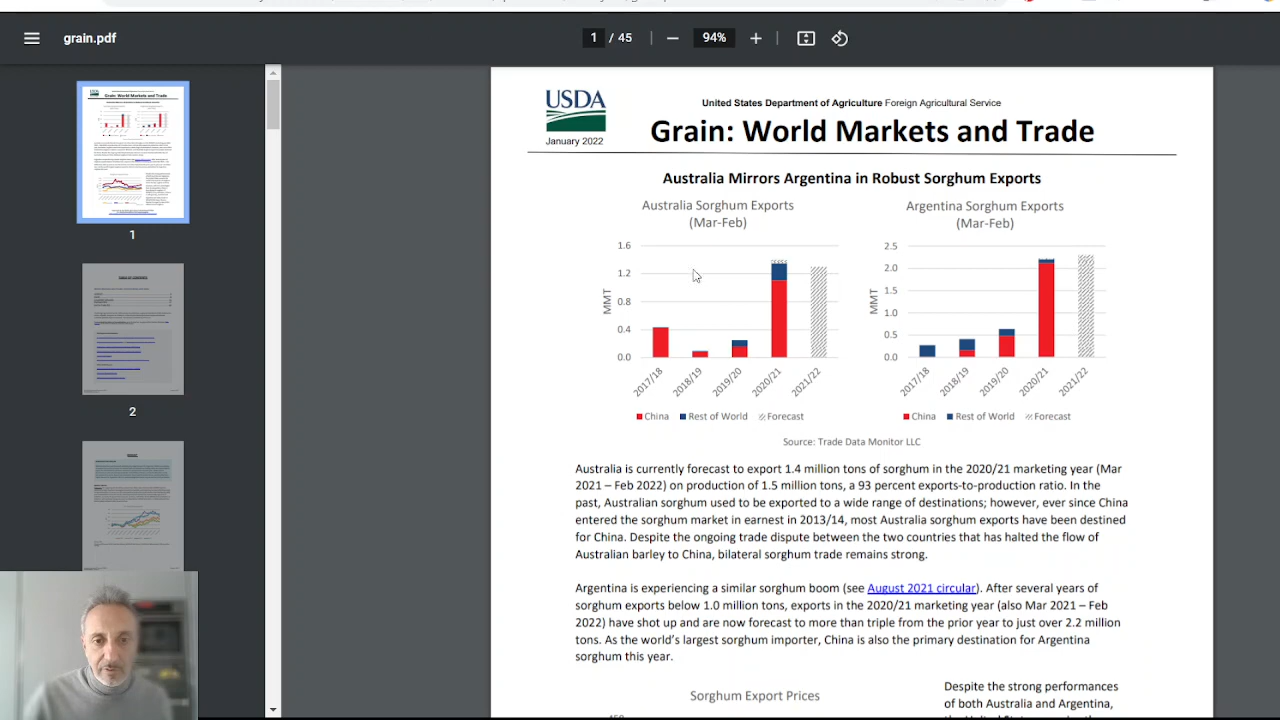 grain.pdf
1 / 45
94%
1
2
USDA
January 2022
United States Department of Agriculture Foreign Agricultural Service
Grain: World Markets and Trade
Australia Mirrors Argentina in Robust Sorghum Exports
Australia Sorghum Exports
(Mar-Feb)
1.6
1.2
0.8
0.4
0.0
MMT
2017/18
2018/19
2019/20
2020/21
2021/22
China
Rest of World
Forecast
Argentina Sorghum Exports
(Mar-Feb)
2.5
2.0
1.5
1.0
0.5
0.0
MMT
2017/18
2018/19
2019/20
2020/21
2021/22
China
Rest of World
Forecast
Source: Trade Data Monitor LLC
Australia is currently forecast to export 1.4 million tons of sorghum in the 2020/21 marketing year (Mar
2021 – Feb 2022) on production of 1.5 million tons, a 93 percent exports-to-production ratio. In the
past, Australian sorghum used to be exported to a wide range of destinations; however, ever since China
entered the sorghum market in earnest in 2013/14, most Australia sorghum exports have been destined
for China. Despite the ongoing trade dispute between the two countries that has halted the flow of
Australian barley to China, bilateral sorghum trade remains strong.
Argentina is experiencing a similar sorghum boom (see August 2021 circular). After several years of
sorghum exports below 1.0 million tons, exports in the 2020/21 marketing year (also Mar 2021 – Feb
2022) have shot up and are now forecast to more than triple from the prior year to just over 2.2 million
tons. As the world's largest sorghum importer, China is also the primary destination for Argentina
sorghum this year.
Sorghum Export Prices
Despite the strong performances
of both Australia and Argentina,